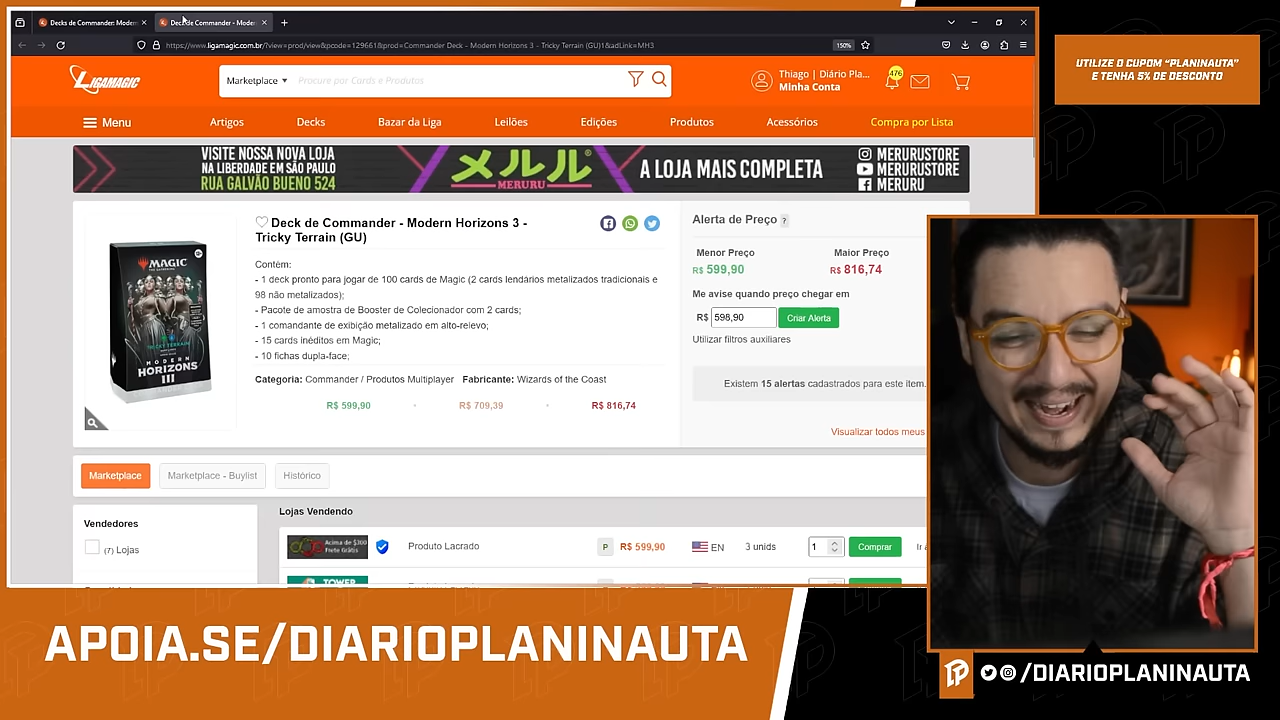 Decks de Commander: Modern
Deck de Commander - Modern
https://www.ligamagic.com.br/?view=prod/view&pcode=129661&prod=Commander Deck - Modern Horizons 3 - Tricky Terrain (GU)1&adLink=MH3
150%
LIGAMAGIC
Marketplace
Procure por Cards e Produtos
Thiago | Diário Pla...
Minha Conta
476
Menu
Artigos
Decks
Bazar da Liga
Leilões
Edições
Produtos
Acessórios
Compra por Lista
VISITE NOSSA NOVA LOJA
NA LIBERDADE EM SÃO PAULO
RUA GALVÃO BUENO 524
メルル
MERURU
A LOJA MAIS COMPLETA
MERURUSTORE
MERURUSTORE
MERURU
UTILIZE O CUPOM "PLANINAUTA"
E TENHA 5% DE DESCONTO
MAGIC
TRICKY TERRAIN
MODERN
HORIZONS
III
Deck de Commander - Modern Horizons 3 -
Tricky Terrain (GU)
Contém:
- 1 deck pronto para jogar de 100 cards de Magic (2 cards lendários metalizados tradicionais e
98 não metalizados);
- Pacote de amostra de Booster de Colecionador com 2 cards;
- 1 comandante de exibição metalizado em alto-relevo;
- 15 cards inéditos em Magic;
- 10 fichas dupla-face;
Categoria: Commander / Produtos Multiplayer Fabricante: Wizards of the Coast
R$ 599,90
R$ 709,39
R$ 816,74
Alerta de Preço ?
Menor Preço
Maior Preço
R$ 599,90
R$ 816,74
Me avise quando preço chegar em
R$ 598,90 Criar Alerta
Utilizar filtros auxiliares
Existem 15 alertas cadastrados para este item.
Visualizar todos meus
Marketplace
Marketplace - Buylist
Histórico
Vendedores
(7) Lojas
Lojas Vendendo
Acima de $300
Frete Grátis
Produto Lacrado
P
R$ 599,90
EN
3 unids
1
Comprar
TOWER
APOIA.SE/DIARIOPLANINAUTA
/DIARIOPLANINAUTA